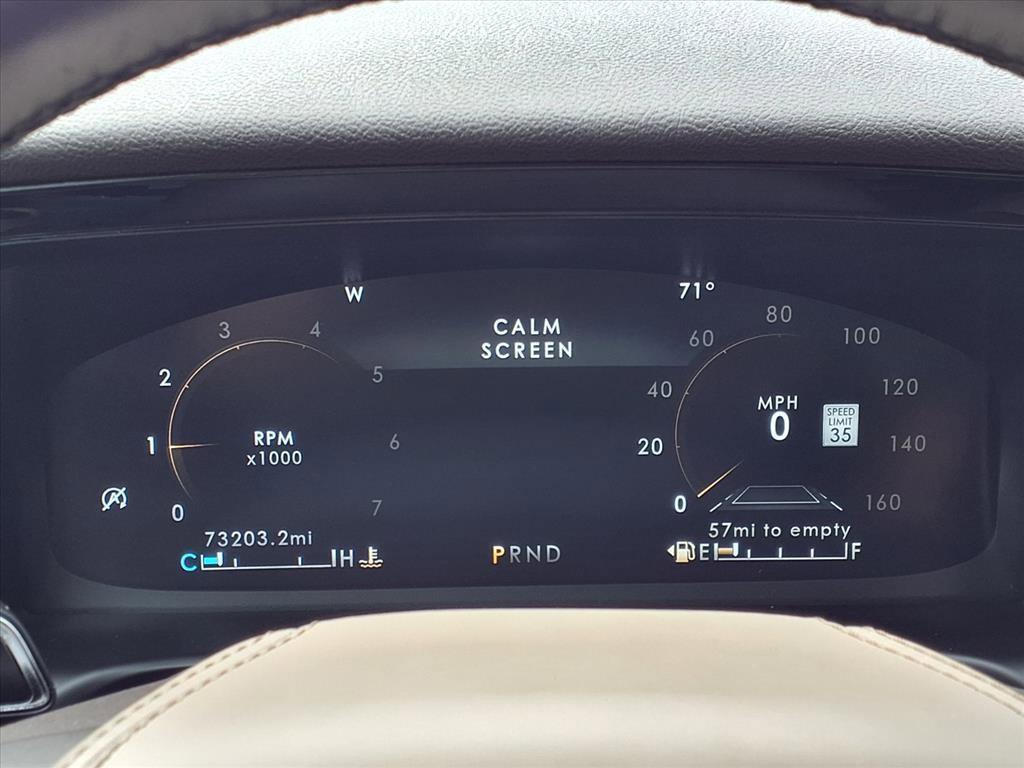 W
71°
CALM
SCREEN
3
4
2
5
1
6
0
7
RPM
x1000
80
60
100
40
120
20
140
0
160
MPH
0
SPEED
LIMIT
35
A
73203.2mi
C H
PRND
57mi to empty
E F